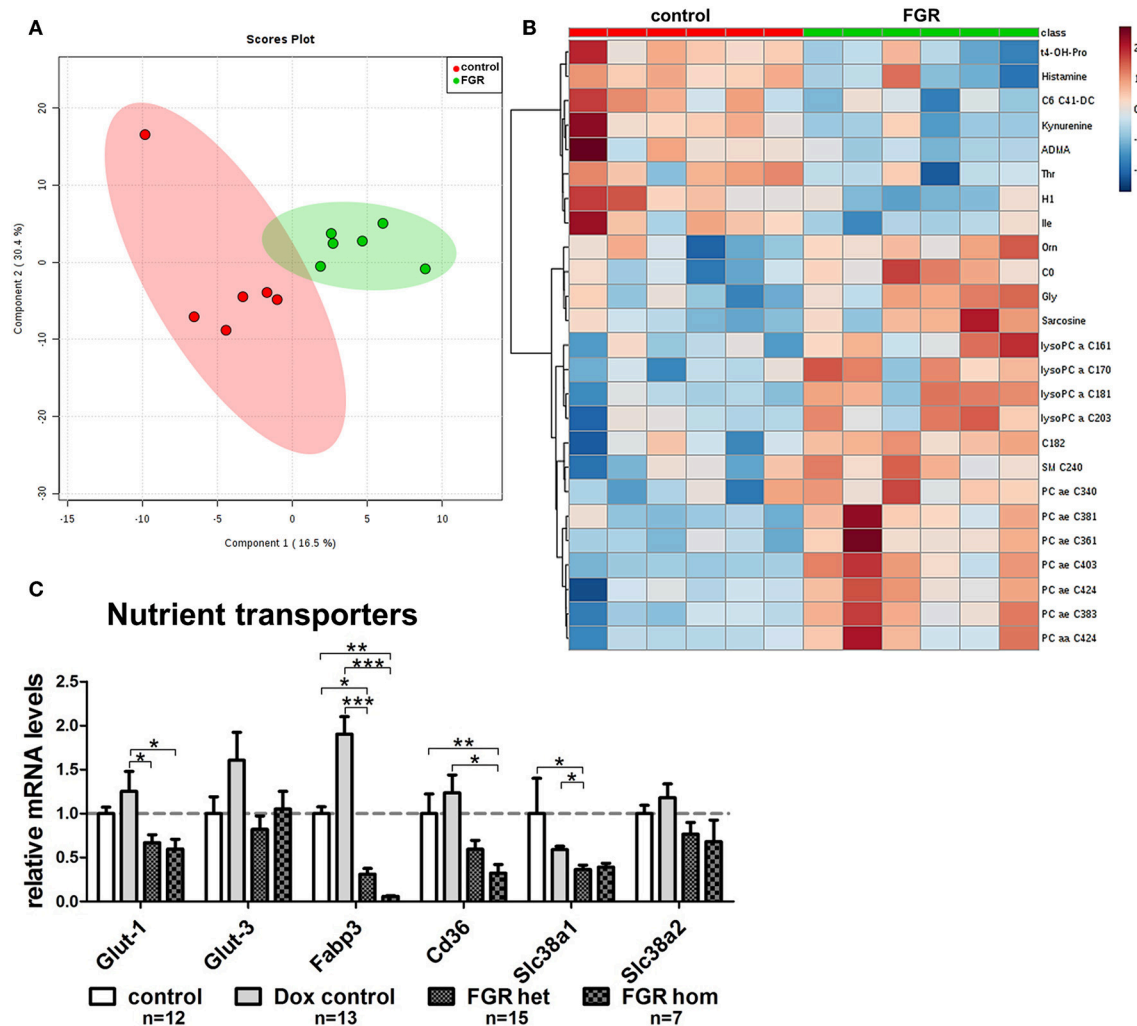 A
Scores Plot
control
FGR
20
10
0
-10
-20
-30
-15
-10
-5
0
5
10
Component 2 ( 30.4 %)
Component 1 ( 16.5 %)
B
control FGR
class
t4-OH-Pro
Histamine
C6 C41-DC
Kynurenine
ADMA
Thr
H1
Ile
Orn
C0
Gly
Sarcosine
lysoPC a C161
lysoPC a C170
lysoPC a C181
lysoPC a C203
C182
SM C240
PC ae C340
PC ae C381
PC ae C361
PC ae C403
PC ae C424
PC ae C383
PC aa C424
2
1
0
C
Nutrient transporters
relative mRNA levels
2.5
2.0
1.5
1.0
0.5
0.0
* *
** *** * ***
** *
* *
Glut-1
Glut-3
Fabp3
Cd36
Slc38a1
Slc38a2
control Dox control FGR het FGR hom
n=12 n=13 n=15 n=7